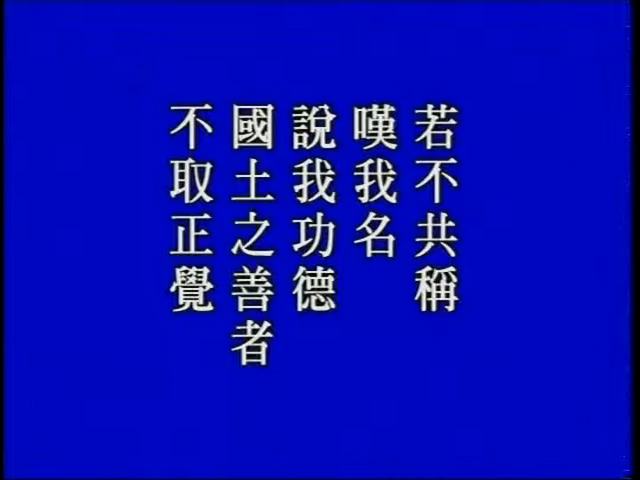 若不共稱
嘆我名
說我功德
國土之善者
不取正覺